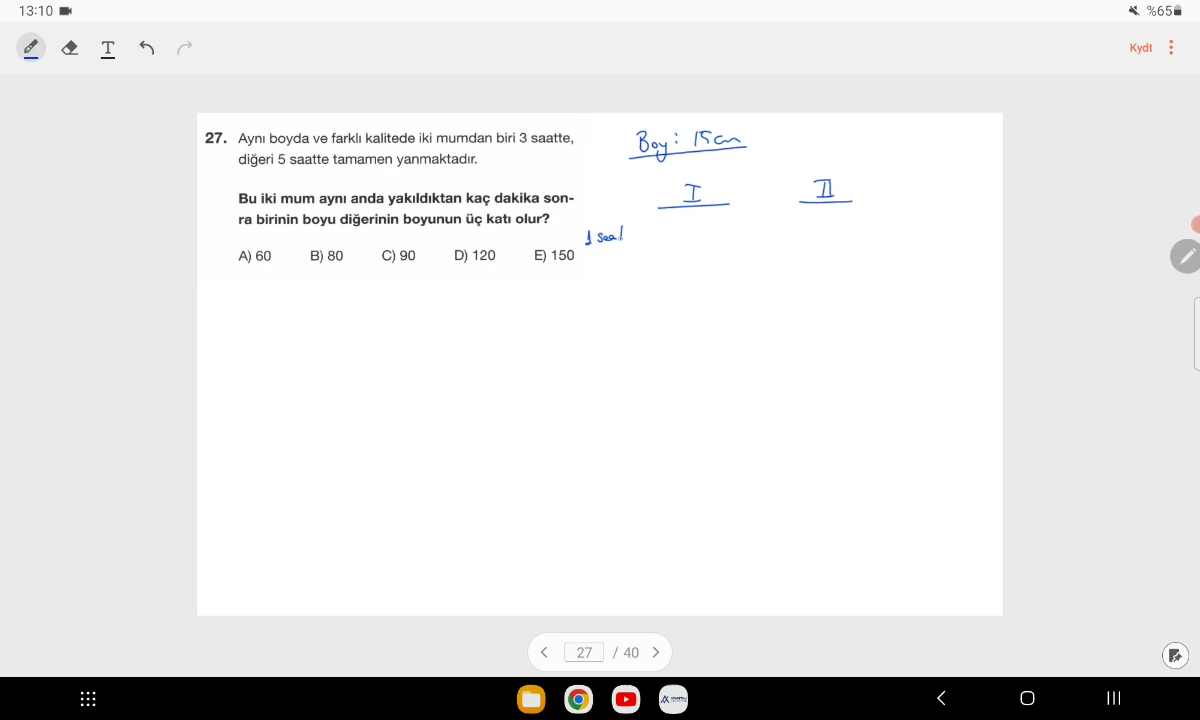 13:10
%65
T
Kydt
27. Aynı boyda ve farklı kalitede iki mumdan biri 3 saatte,
diğeri 5 saatte tamamen yanmaktadır.
Bu iki mum aynı anda yakıldıktan kaç dakika son-
ra birinin boyu diğerinin boyunun üç katı olur?
A) 60 B) 80 C) 90 D) 120 E) 150
Boy: 15cm
I II
1 saat
27 / 40